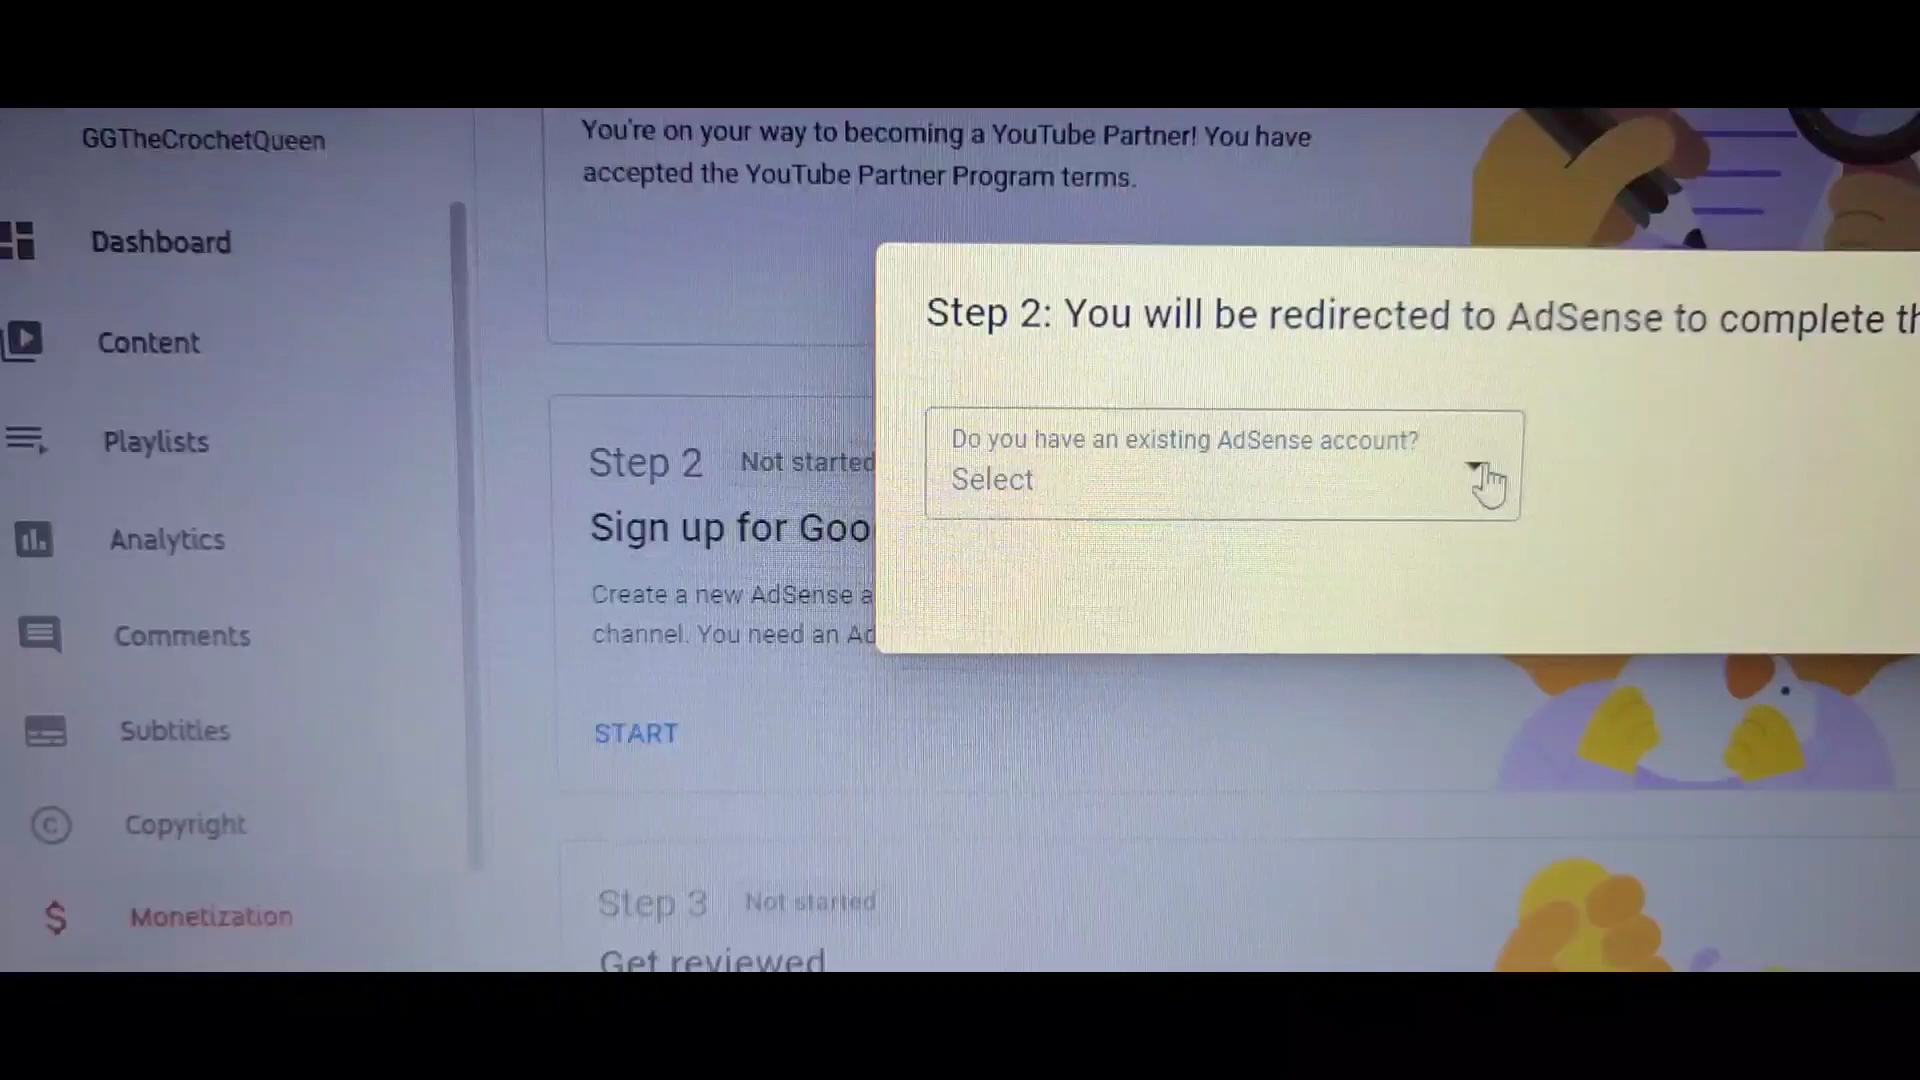 GGTheCrochetQueen
Dashboard
Content
Playlists
Analytics
Comments
Subtitles
Copyright
$ Monetization
You're on your way to becoming a YouTube Partner! You have
accepted the YouTube Partner Program terms.
Step 2 Not started
Sign up for Goo
Create a new AdSense a
channel. You need an Ad
START
Step 3 Not started
Get reviewed
Step 2: You will be redirected to AdSense to complete th
Do you have an existing AdSense account?
Select